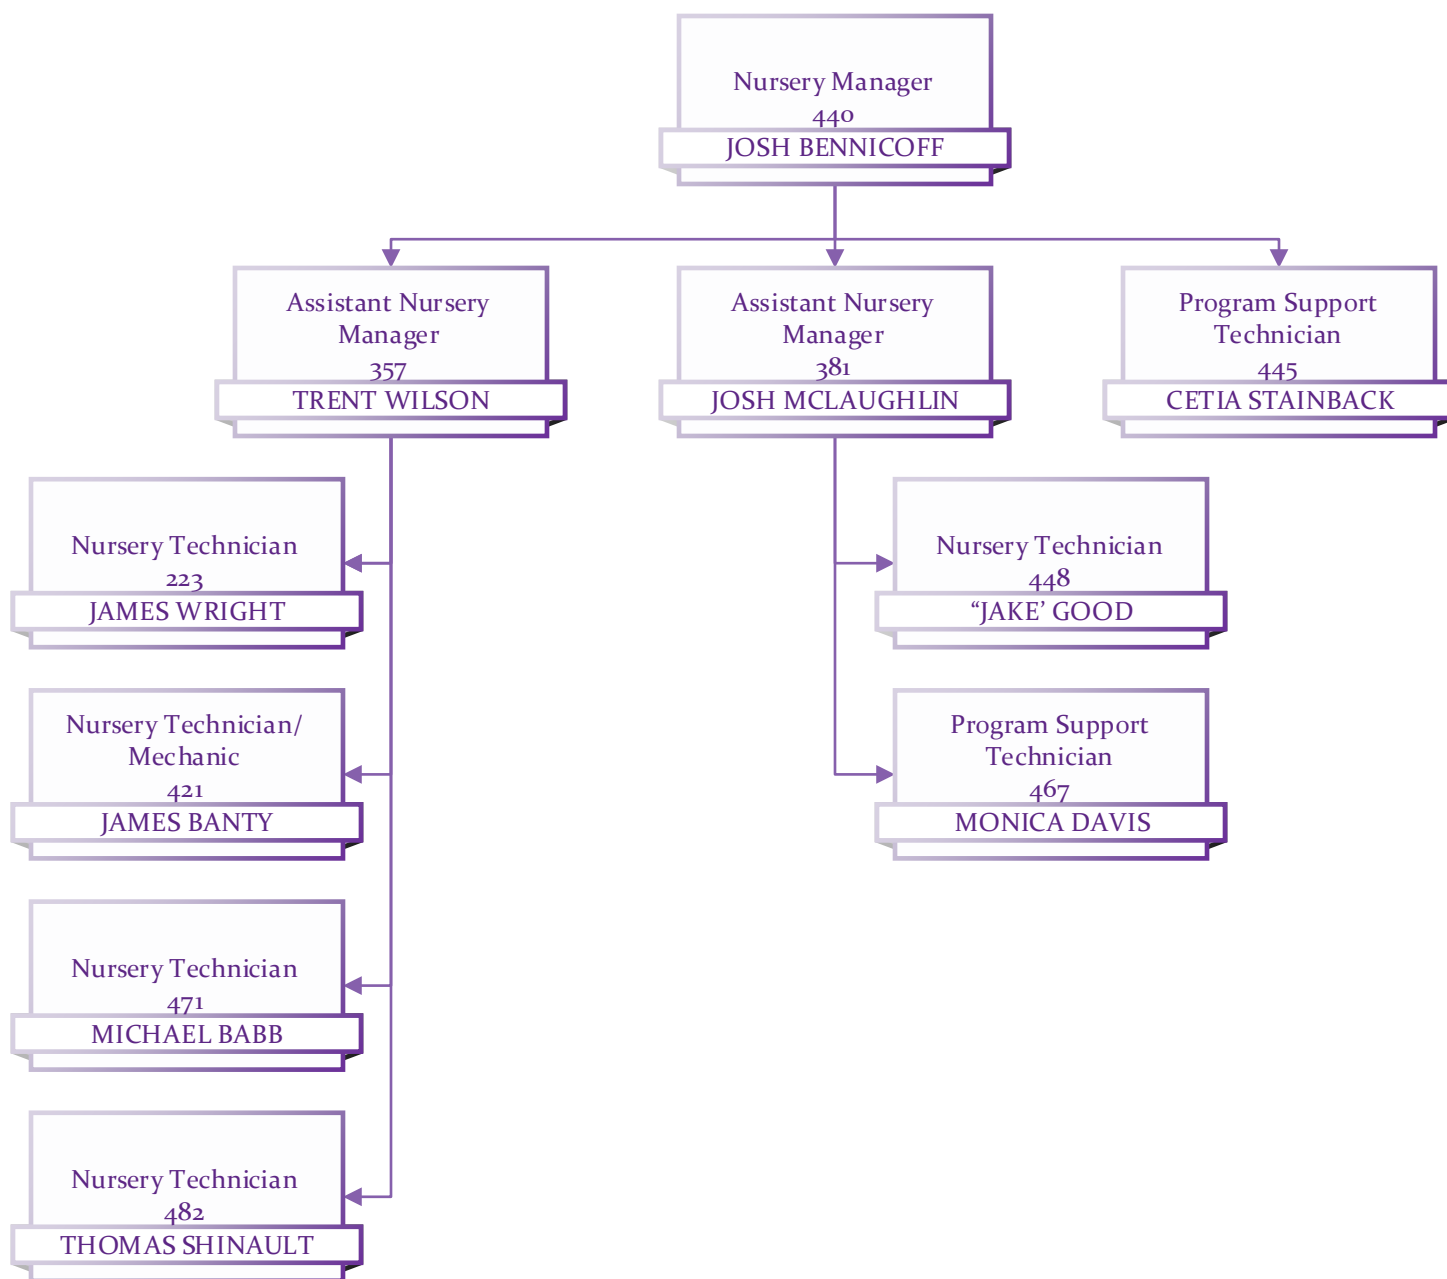 Nursery Manager
440
JOSH BENNICOFF
Assistant Nursery
Manager
357
TRENT WILSON
Assistant Nursery
Manager
381
JOSH MCLAUGHLIN
Program Support
Technician
445
CETIA STAINBACK
Nursery Technician
223
JAMES WRIGHT
Nursery Technician/
Mechanic
421
JAMES BANTY
Nursery Technician
471
MICHAEL BABB
Nursery Technician
482
THOMAS SHINAULT
Nursery Technician
448
“JAKE’ GOOD
Program Support
Technician
467
MONICA DAVIS